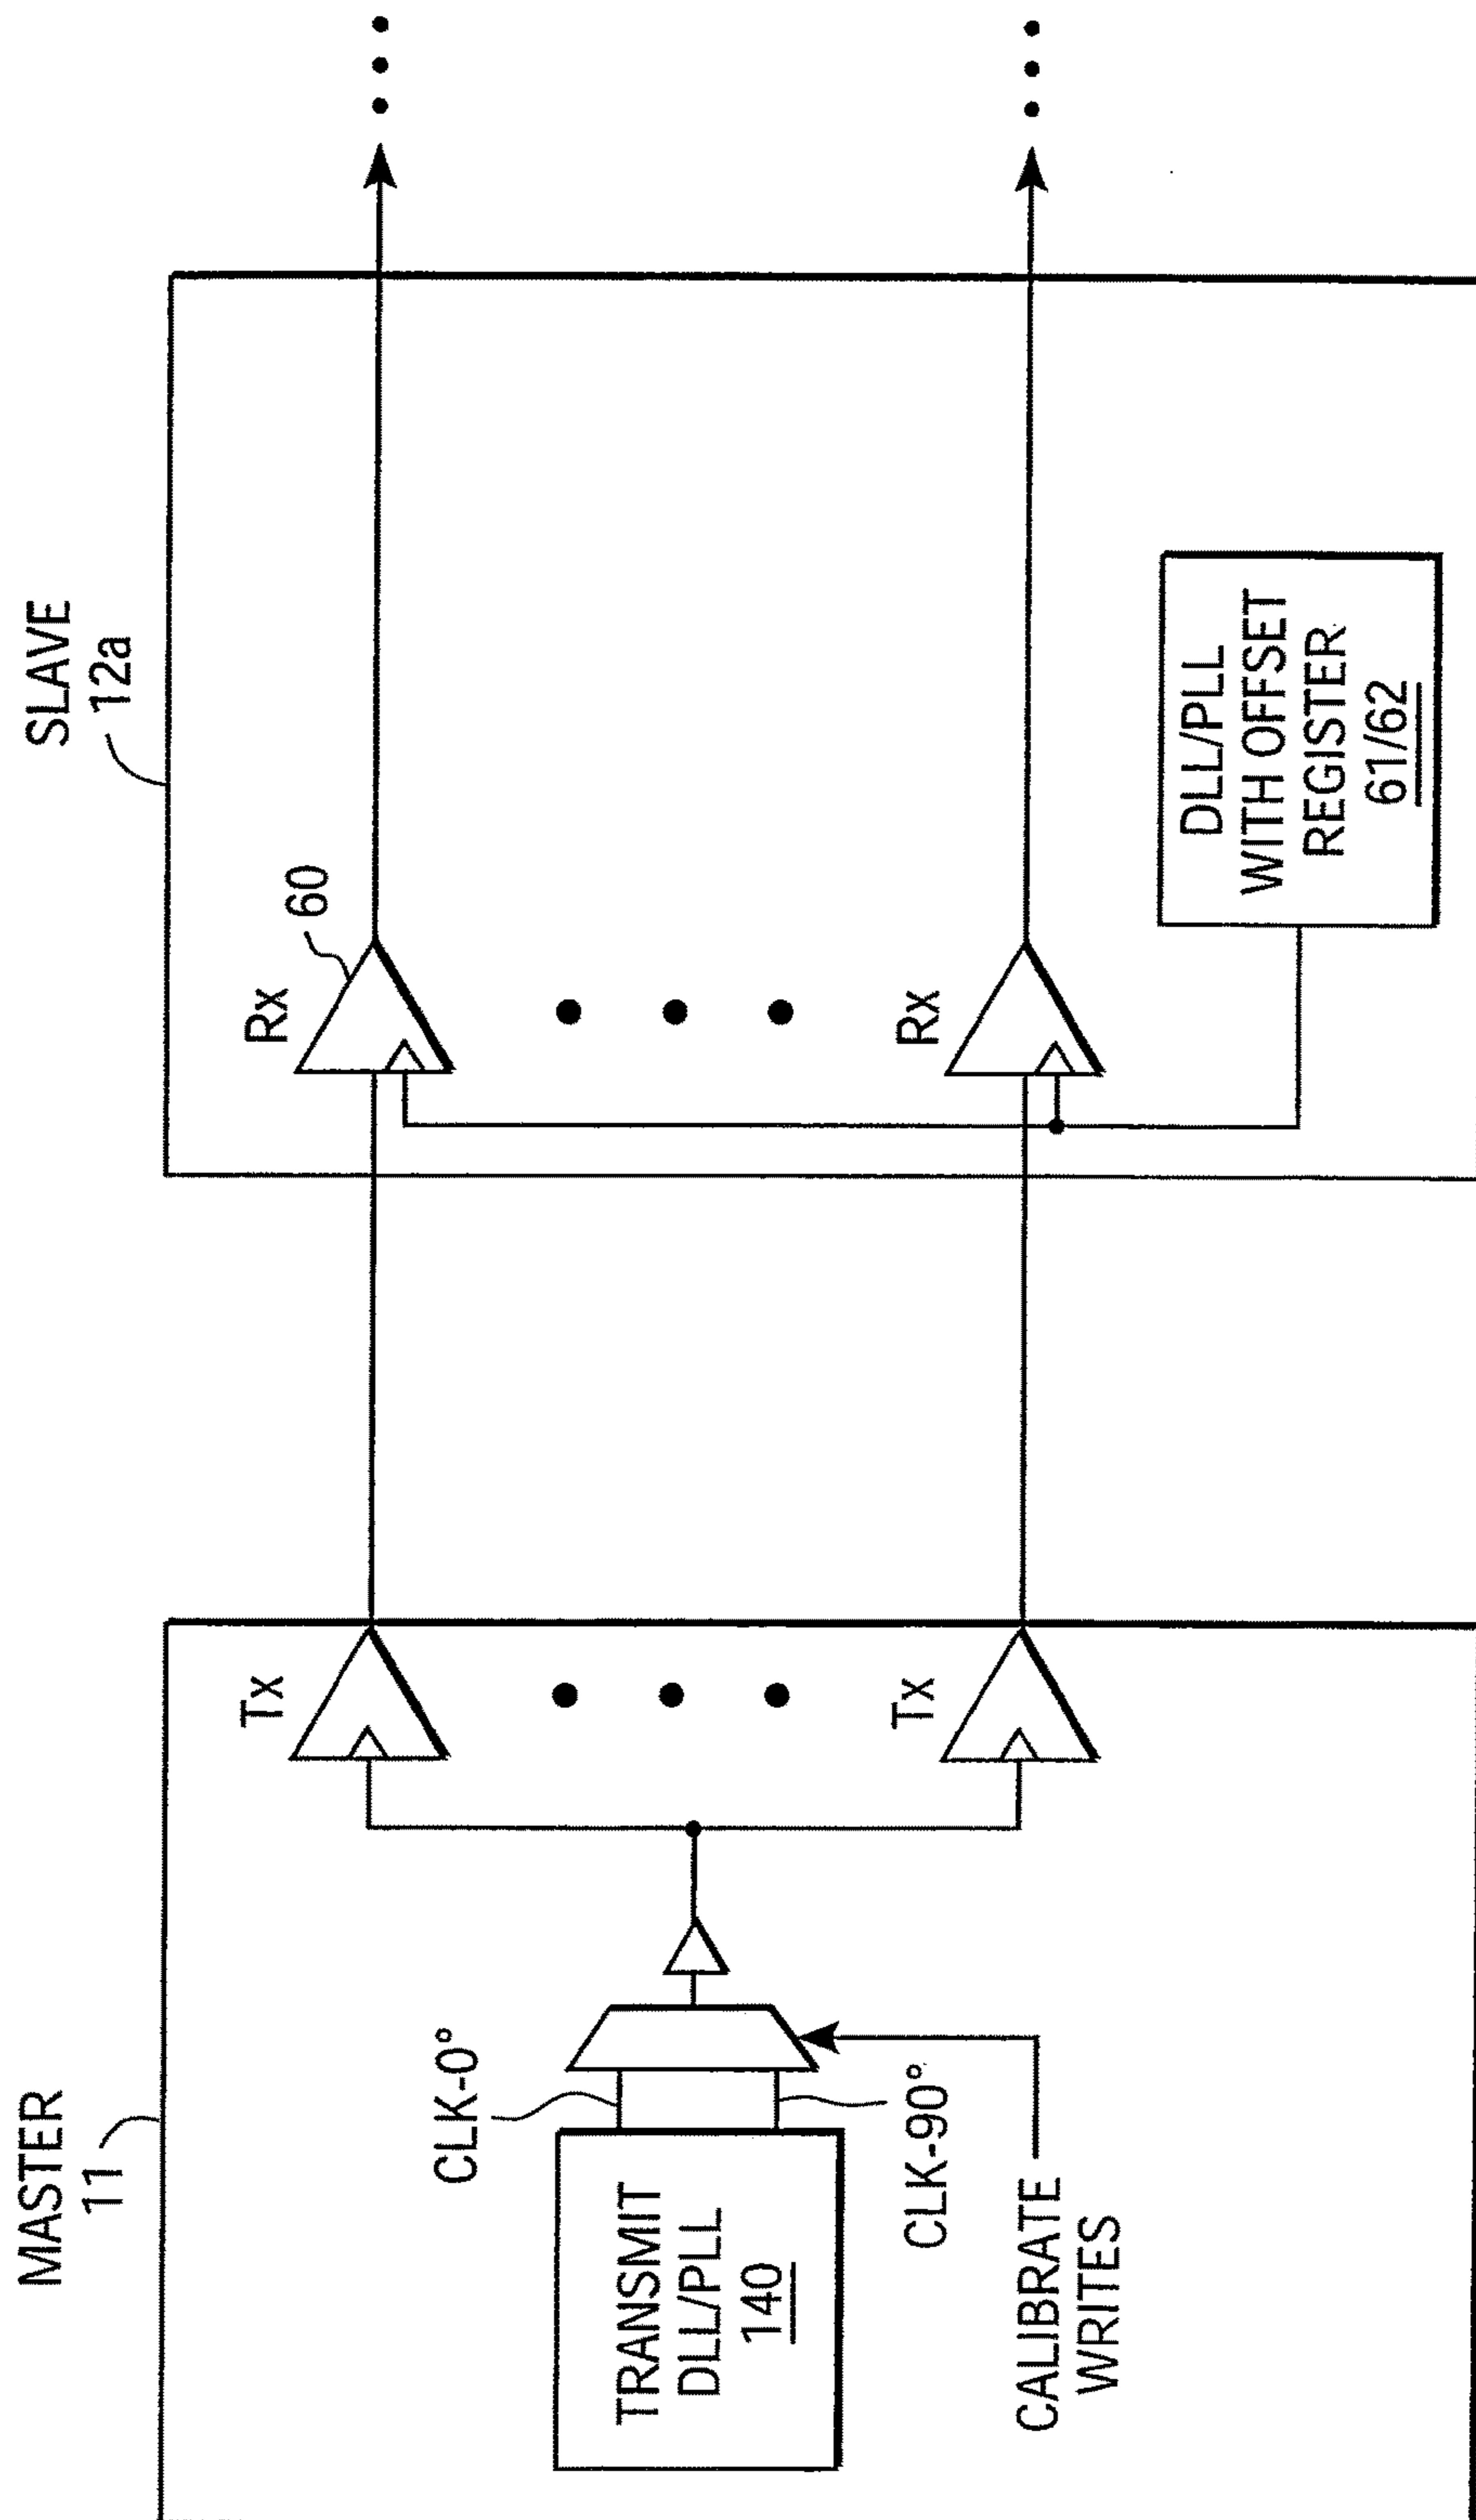 MASTER
11
TRANSMIT
DLL/PLL
140
CLK-0°
CLK-90°
CALIBRATE
WRITES
Tx
Tx
SLAVE
12a
Rx
60
Rx
DLL/PLL
WITH OFFSET
REGISTER
61/62